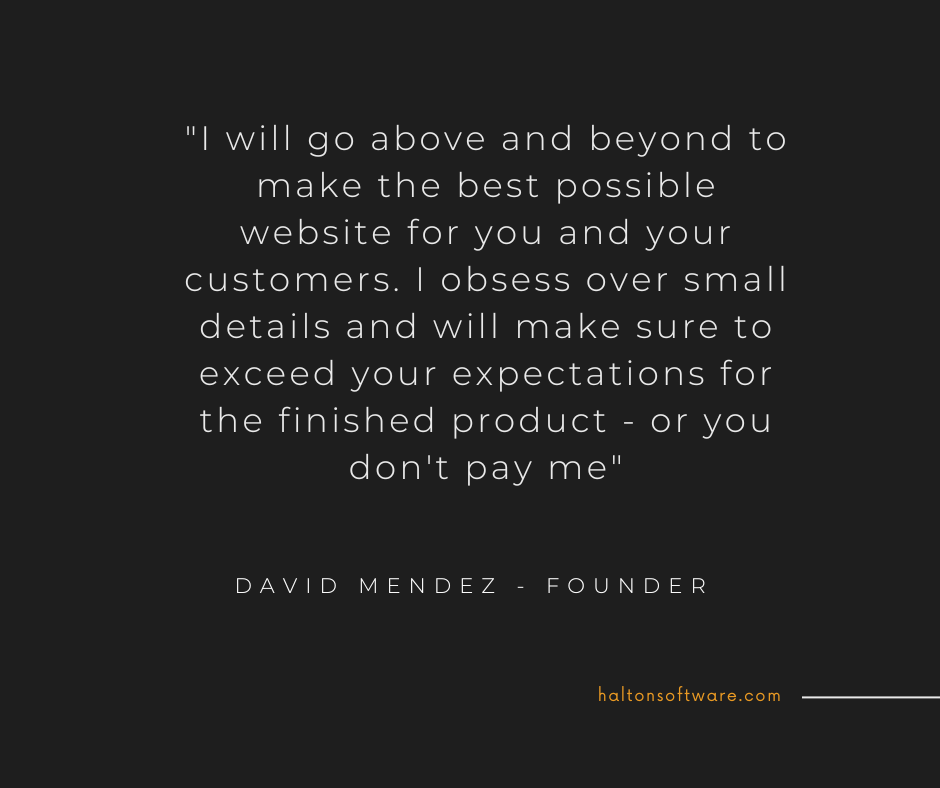 "I will go above and beyond to
make the best possible
website for you and your
customers. I obsess over small
details and will make sure to
exceed your expectations for
the finished product - or you
don't pay me"
DAVID MENDEZ - FOUNDER
haltonsoftware.com